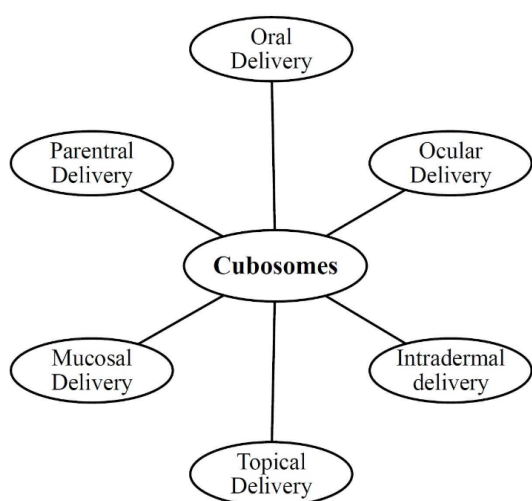 Oral
Delivery
Parentral
Delivery
Ocular
Delivery
Cubosomes
Mucosal
Delivery
Intradermal
delivery
Topical
Delivery